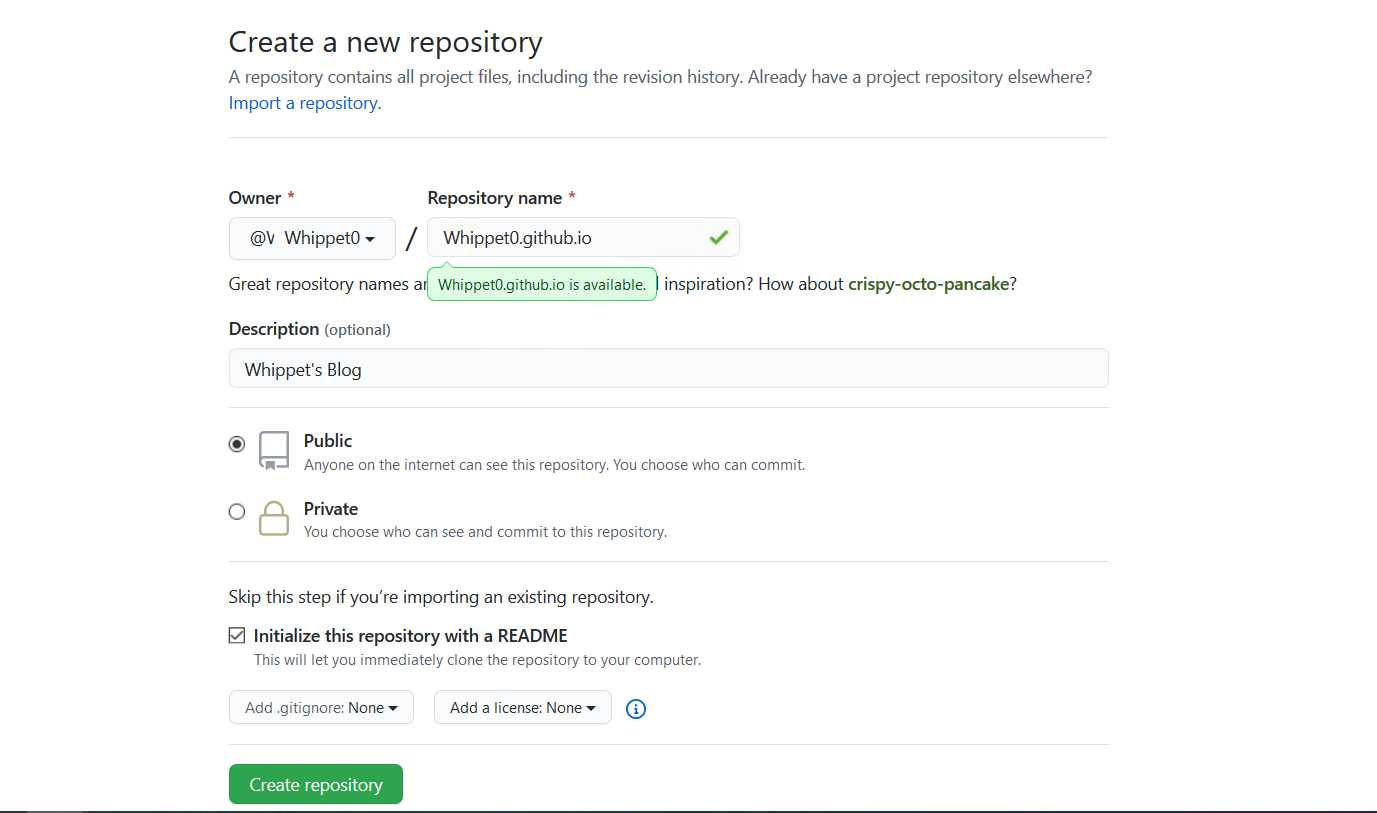 Create a new repository
A repository contains all project files, including the revision history. Already have a project repository elsewhere?
Import a repository.
Owner * Repository name *
Whippet0 / Whippet0.github.io
Great repository names Whippet0.github.io is available. inspiration? How about crispy-octo-pancake?
Description (optional)
Whippet's Blog
Public
Anyone on the internet can see this repository. You choose who can commit.
Private
You choose who can see and commit to this repository.
Skip this step if you’re importing an existing repository.
Initialize this repository with a README
This will let you immediately clone the repository to your computer.
Add .gitignore: None Add a license: None
Create repository